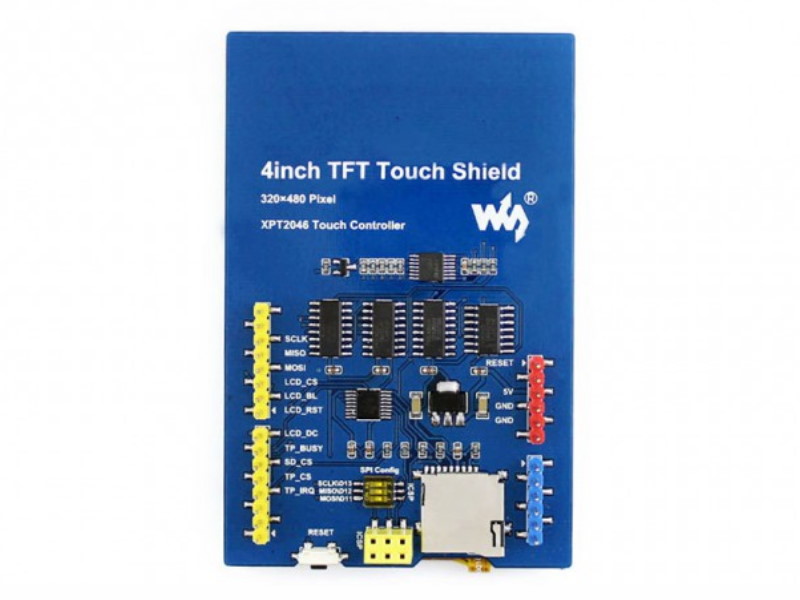 4inch TFT Touch Shield
320×480 Pixel
®
XPT2046 Touch Controller
SCLK
MISO
MOSI
LCD_CS
LCD_BL
LCD_RST
LCD_DC
TP_BUSY
SD_CS
TP_CS
TP_IRQ
RESET
5V
GND
GND
SPI Config
SCLK\D13
MISO\D12
MOSI\D11
ICSP
RESET
ICSP